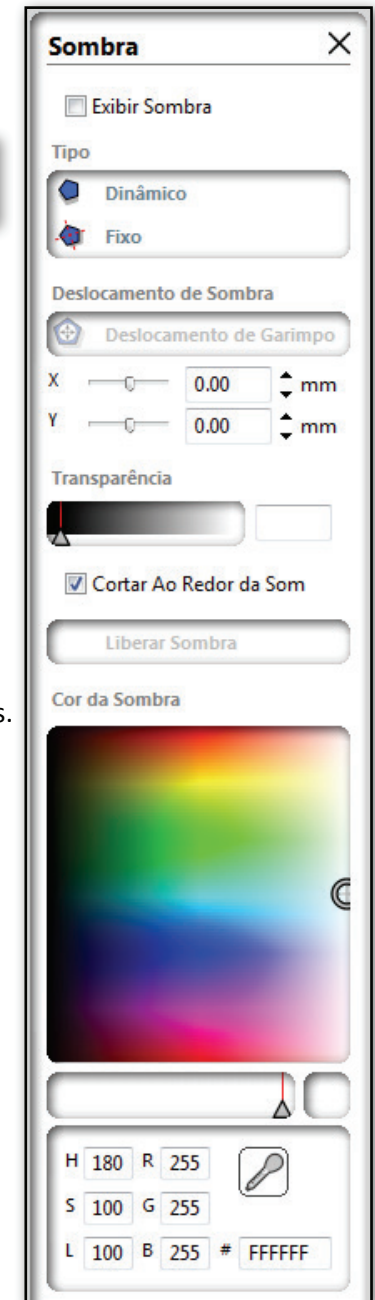 Sombra
Exibir Sombra
Tipo
Dinâmico
Fixo
Deslocamento de Sombra
Deslocamento de Garimpo
X 0.00 mm
Y 0.00 mm
Transparência
Cortar Ao Redor da Som
Liberar Sombra
s.
Cor da Sombra
H 180 R 255
S 100 G 255
L 100 B 255 # FFFFFF